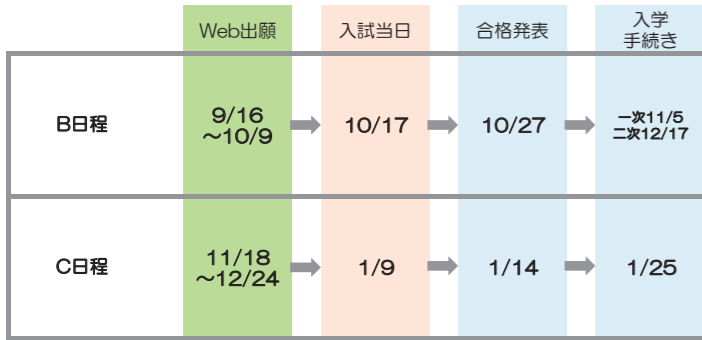 Web出願 入試当日 合格発表 入学
手続き
B日程 9/16
～10/9 10/17 10/27 一次11/5
二次12/17
C日程 11/18
～12/24 1/9 1/14 1/25